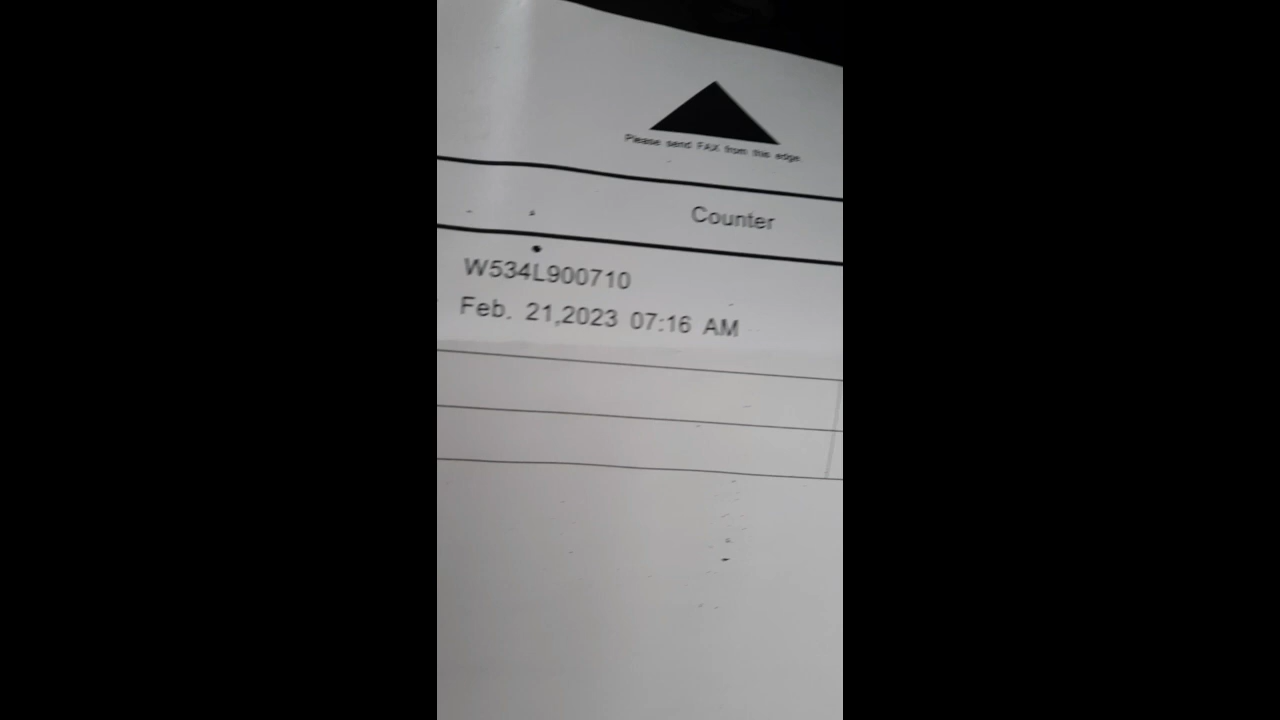 Please send FAX from this edge.
Counter
W534L900710
Feb. 21,2023 07:16 AM